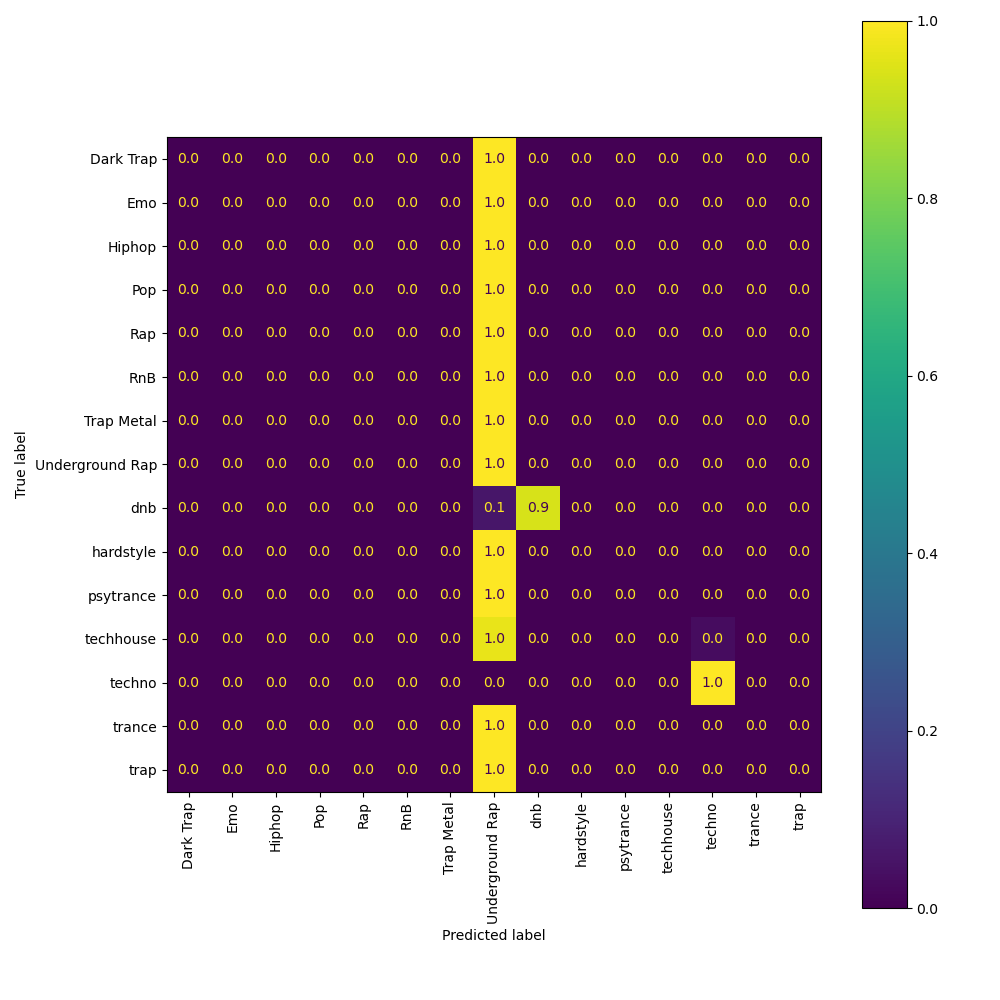 1.0
Dark Trap 0.0 0.0 0.0 0.0 0.0 0.0 0.0 1.0 0.0 0.0 0.0 0.0 0.0 0.0 0.0
0.8
Emo 0.0 0.0 0.0 0.0 0.0 0.0 0.0 1.0 0.0 0.0 0.0 0.0 0.0 0.0 0.0
Hiphop 0.0 0.0 0.0 0.0 0.0 0.0 0.0 1.0 0.0 0.0 0.0 0.0 0.0 0.0 0.0
Pop 0.0 0.0 0.0 0.0 0.0 0.0 0.0 1.0 0.0 0.0 0.0 0.0 0.0 0.0 0.0
Rap 0.0 0.0 0.0 0.0 0.0 0.0 0.0 1.0 0.0 0.0 0.0 0.0 0.0 0.0 0.0
RnB 0.0 0.0 0.0 0.0 0.0 0.0 0.0 1.0 0.0 0.0 0.0 0.0 0.0 0.0 0.0
0.6
Trap Metal 0.0 0.0 0.0 0.0 0.0 0.0 0.0 1.0 0.0 0.0 0.0 0.0 0.0 0.0 0.0
True label
Underground Rap 0.0 0.0 0.0 0.0 0.0 0.0 0.0 1.0 0.0 0.0 0.0 0.0 0.0 0.0 0.0
dnb 0.0 0.0 0.0 0.0 0.0 0.0 0.0 0.1 0.9 0.0 0.0 0.0 0.0 0.0 0.0
hardstyle 0.0 0.0 0.0 0.0 0.0 0.0 0.0 1.0 0.0 0.0 0.0 0.0 0.0 0.0 0.0
0.4
psytrance 0.0 0.0 0.0 0.0 0.0 0.0 0.0 1.0 0.0 0.0 0.0 0.0 0.0 0.0 0.0
techhouse 0.0 0.0 0.0 0.0 0.0 0.0 0.0 1.0 0.0 0.0 0.0 0.0 0.0 0.0 0.0
techno 0.0 0.0 0.0 0.0 0.0 0.0 0.0 0.0 0.0 0.0 0.0 0.0 1.0 0.0 0.0
trance 0.0 0.0 0.0 0.0 0.0 0.0 0.0 1.0 0.0 0.0 0.0 0.0 0.0 0.0 0.0
0.2
trap 0.0 0.0 0.0 0.0 0.0 0.0 0.0 1.0 0.0 0.0 0.0 0.0 0.0 0.0 0.0
Dark Trap
Emo
Hiphop
Pop
Rap
RnB
Trap Metal
Underground Rap
dnb
hardstyle
psytrance
techhouse
techno
trance
trap
0.0
Predicted label